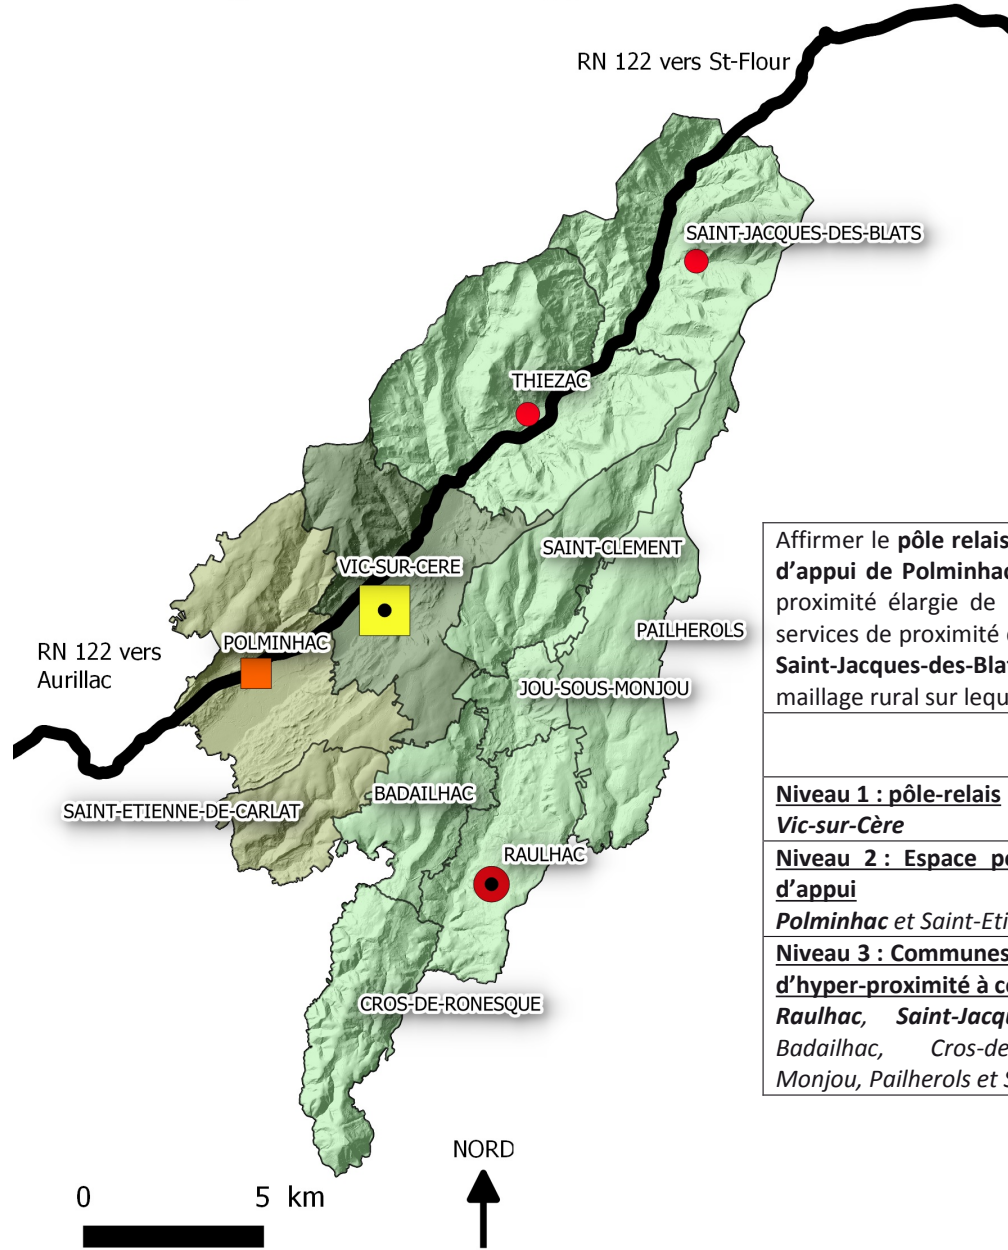 RN 122 vers St-Flour
SAINT-JACQUES-DES-BLATS
THIEZAC
SAINT-CLEMENT
VIC-SUR-CERE
PAILHEROLS
POLMINHAC
RN 122 vers
Aurillac
JOU-SOUS-MONJOU
BADAILHAC
SAINT-ETIENNE-DE-CARLAT
RAULHAC
CROS-DE-RONESQUE
NORD
0 5 km
Affirmer le pôle relais
d’appui de Polminhac
proximité élargie de
services de proximité
Saint-Jacques-des-Blat
maillage rural sur lequ
Niveau 1 : pôle-relais
Vic-sur-Cère
Niveau 2 : Espace pé
d’appui
Polminhac et Saint-Eti
Niveau 3 : Communes
d’hyper-proximité à c
Raulhac, Saint-Jacqu
Badailhac, Cros-de
Monjou, Pailherols et S